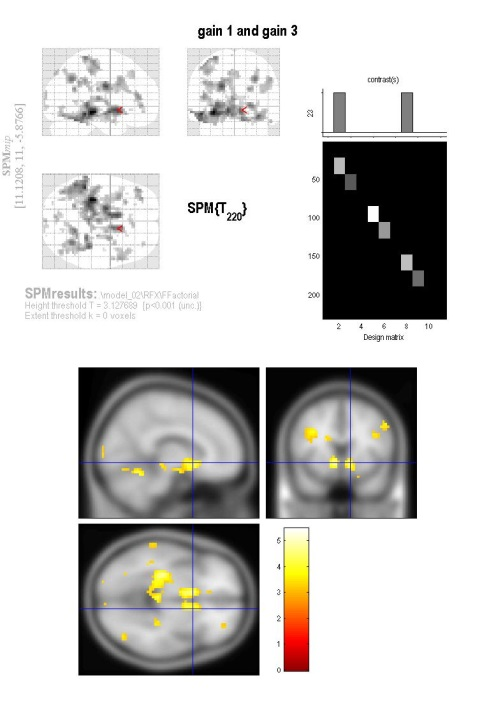 gain 1 and gain 3
SPMmip
[11.1208, 11, -5.8766]
SPM{T220}
contrast(s)
23
50
100
150
200
2 4 6 8 10
Design matrix
SPMresults: .\model_02\RFX\FFactorial
Height threshold T = 3.127689 {p<0.001 (unc.)}
Extent threshold k = 0 voxels
5
4
3
2
1
0